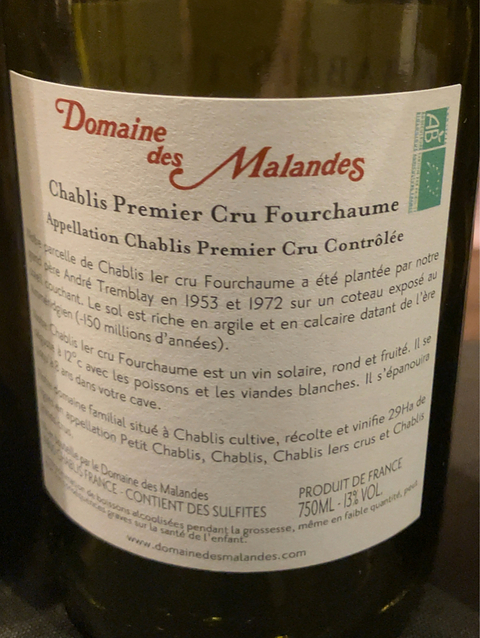 Domaine
des Malandes
AB
Chablis Premier Cru Fourchaume
Appellation Chablis Premier Cru Contrôlée
parcelle de Chablis 1er cru Fourchaume a été plantée par notre
père André Tremblay en 1953 et 1972 sur un coteau exposé au
couchant. Le sol est riche en argile et en calcaire datant de l'ère
(-150 millions d'années).
Chablis 1er cru Fourchaume est un vin solaire, rond et fruité. Il se
à 12°C avec les poissons et les viandes blanches. Il s'épanouira
ans dans votre cave.
domaine familial situé à Chablis cultive, récolte et vinifie 29Ha de
en appellation Petit Chablis, Chablis, Chablis 1ers crus et Chablis
par le Domaine des Malandes
CHABLIS FRANCE - CONTIENT DES SULFITES
PRODUIT DE FRANCE
750ML - 13% VOL.
de boissons alcoolisées pendant la grossesse, même en faible quantité, peut
graves sur la santé de l'enfant.
www.domainedesmalandes.com